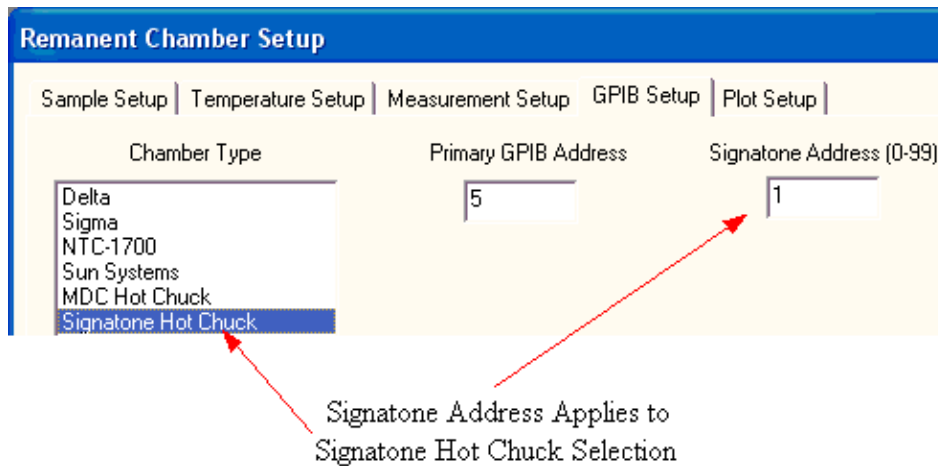 Remanent Chamber Setup
Sample Setup Temperature Setup Measurement Setup GPIB Setup Plot Setup
Chamber Type Primary GPIB Address Signatone Address (0-99)
Delta 5 1
Sigma
NTC-1700
Sun Systems
MDC Hot Chuck
Signatone Hot Chuck
Signatone Address Applies to
Signatone Hot Chuck Selection